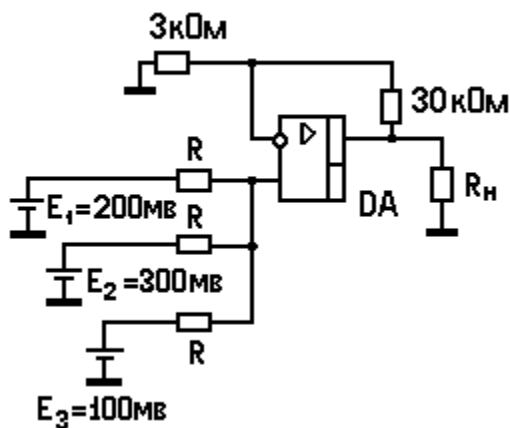 3кОм
30кОм
R
Rн
DA
E₁=200мв
R
E₂=300мв
R
E₃=100мв